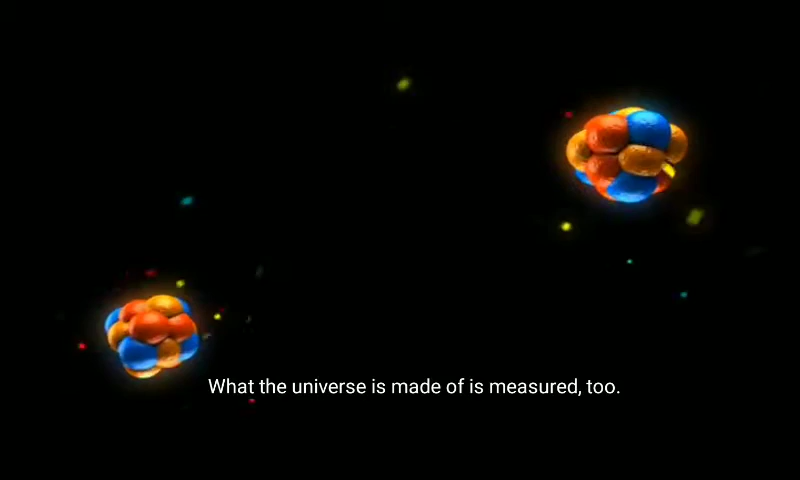 What the universe is made of is measured, too.